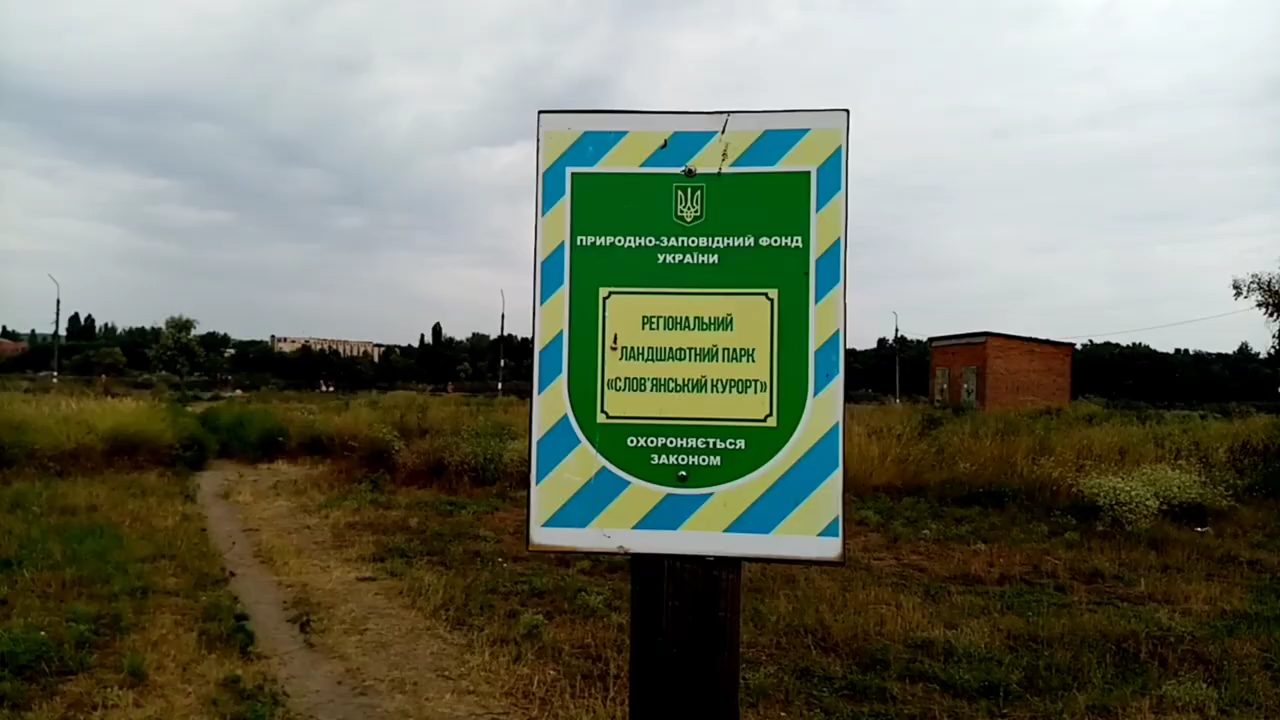 ПРИРОДНО-ЗАПОВІДНИЙ ФОНД
УКРАЇНИ
РЕГІОНАЛЬНИЙ
ЛАНДШАФТНИЙ ПАРК
«СЛОВ'ЯНСЬКИЙ КУРОРТ»
ОХОРОНЯЄТЬСЯ
ЗАКОНОМ